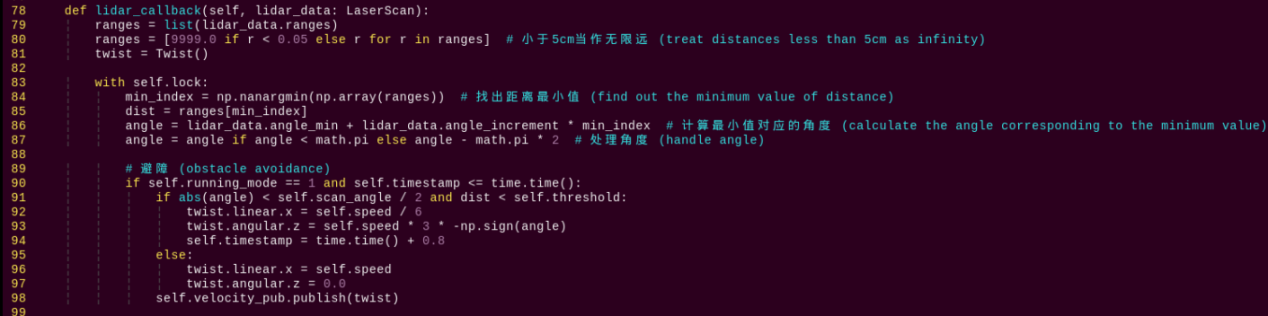 78 def lidar_callback(self, lidar_data: LaserScan):
79 ranges = list(lidar_data.ranges)
80 ranges = [9999.0 if r < 0.05 else r for r in ranges] # 小于5cm当作无限远 (treat distances less than 5cm as infinity)
81 twist = Twist()
82
83 with self.lock:
84 min_index = np.nanargmin(np.array(ranges)) # 找出距离最小值 (find out the minimum value of distance)
85 dist = ranges[min_index]
86 angle = lidar_data.angle_min + lidar_data.angle_increment * min_index # 计算最小值对应的角度 (calculate the angle corresponding to the minimum value)
87 angle = angle if angle < math.pi else angle - math.pi * 2 # 处理角度 (handle angle)
88
89 # 避障 (obstacle avoidance)
90 if self.running_mode == 1 and self.timestamp <= time.time():
91 if abs(angle) < self.scan_angle / 2 and dist < self.threshold:
92 twist.linear.x = self.speed / 6
93 twist.angular.z = self.speed * 3 * -np.sign(angle)
94 self.timestamp = time.time() + 0.8
95 else:
96 twist.linear.x = self.speed
97 twist.angular.z = 0.0
98 self.velocity_pub.publish(twist)
99